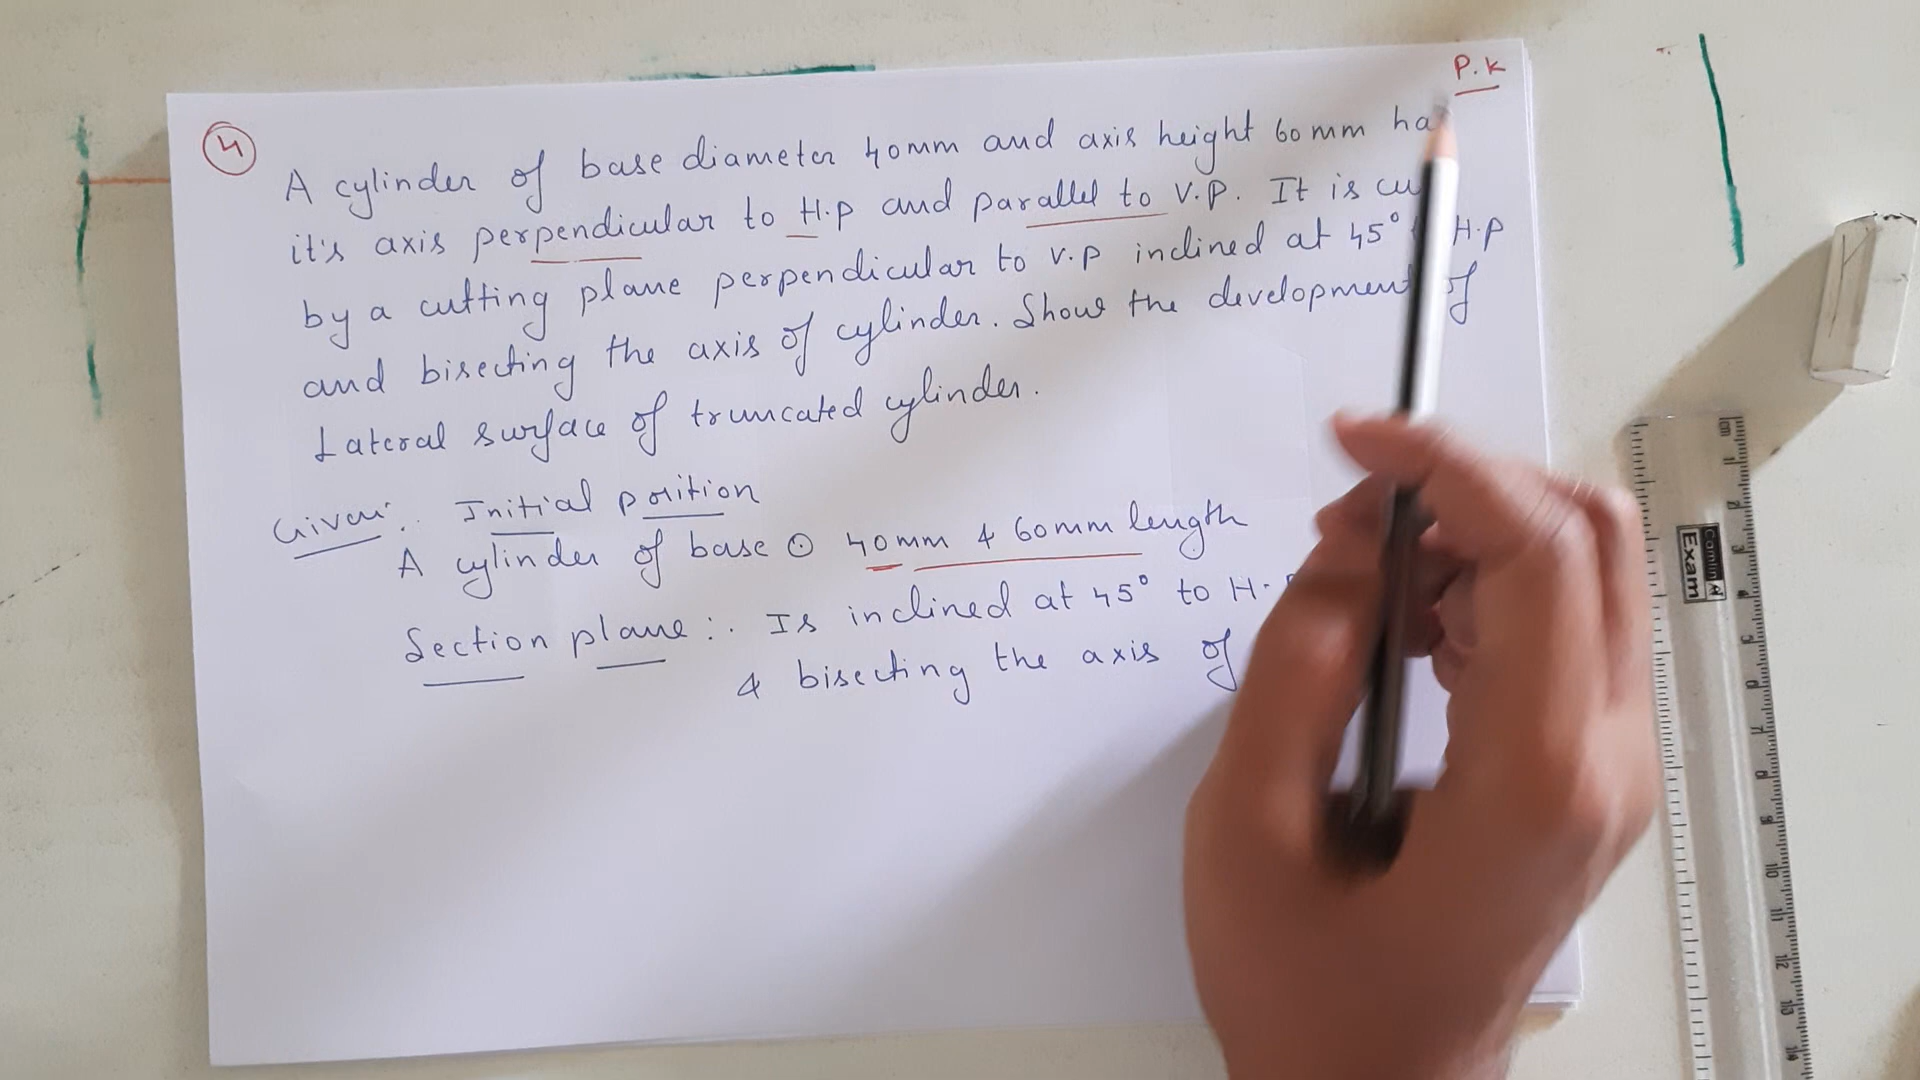 P.K
4
A cylinder of base diameter 40mm and axis height 60mm ha
it's axis perpendicular to H.P and parallel to V.P. It is cu
by a cutting plane perpendicular to V.P inclined at 45° H.P
and bisecting the axis of cylinder. Show the development of
Lateral surface of truncated cylinder.
Given:. Initial position
A cylinder of base ⊙ 40mm & 60mm length
Section plane:. Is inclined at 45° to H.
& bisecting the axis of
cm
Exam